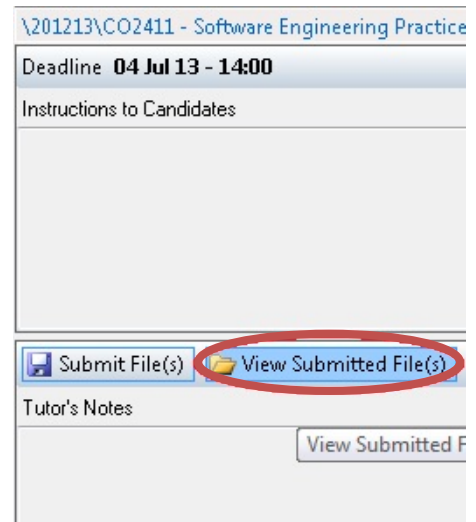 \201213\CO2411 - Software Engineering Practice
Deadline 04 Jul 13 - 14:00
Instructions to Candidates
Submit File(s) View Submitted File(s)
Tutor's Notes
View Submitted F